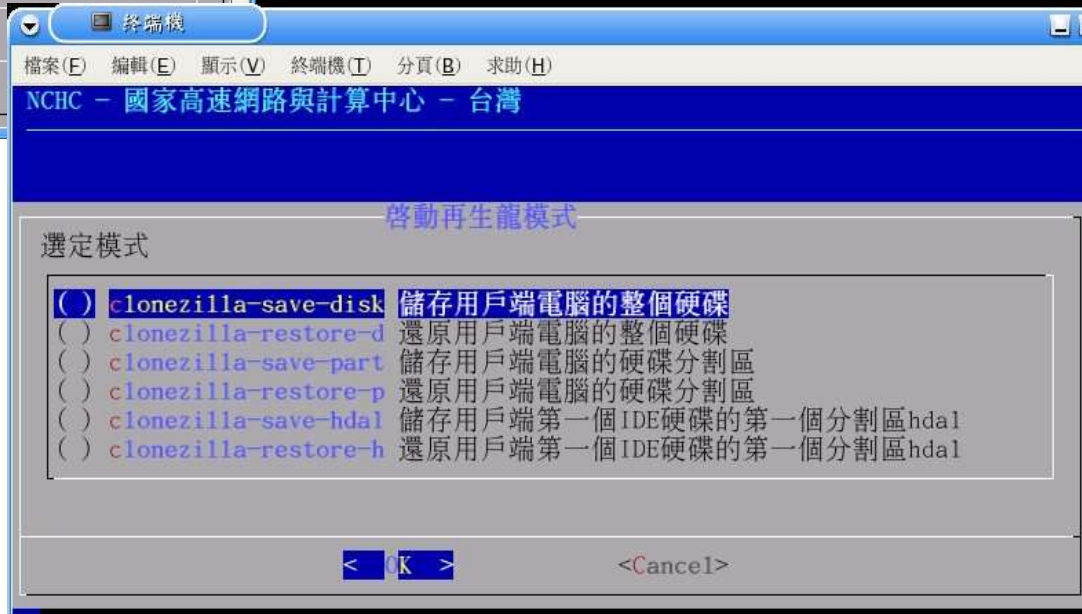 終端機
檔案(F) 編輯(E) 顯示(V) 終端機(T) 分頁(B) 求助(H)
NCHC - 國家高速網路與計算中心 - 台灣
啓動再生龍模式
選定模式
( ) clonezilla-save-disk 儲存用戶端電腦的整個硬碟
( ) clonezilla-restore-d 還原用戶端電腦的整個硬碟
( ) clonezilla-save-part 儲存用戶端電腦的硬碟分割區
( ) clonezilla-restore-p 還原用戶端電腦的硬碟分割區
( ) clonezilla-save-hda1 儲存用戶端第一個IDE硬碟的第一個分割區hda1
( ) clonezilla-restore-h 還原用戶端第一個IDE硬碟的第一個分割區hda1
< OK > <Cancel>